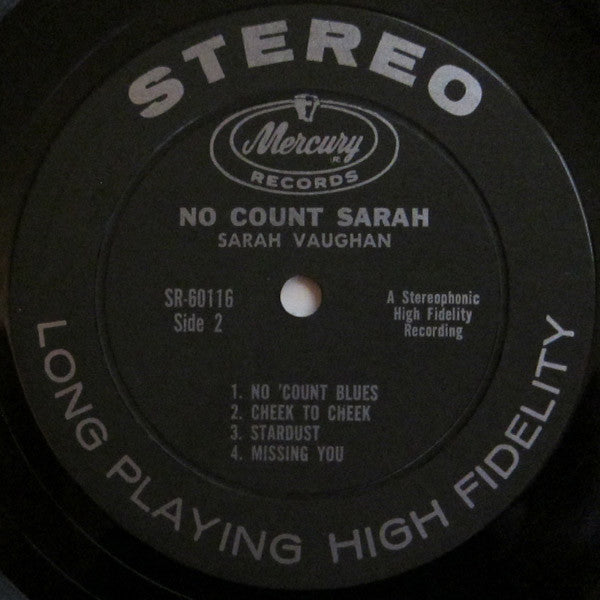 STEREO
Mercury
®
RECORDS
NO COUNT SARAH
SARAH VAUGHAN
SR-60116
Side 2
A Stereophonic
High Fidelity
Recording
1. NO 'COUNT BLUES
2. CHEEK TO CHEEK
3. STARDUST
4. MISSING YOU
LONG PLAYING HIGH FIDELITY